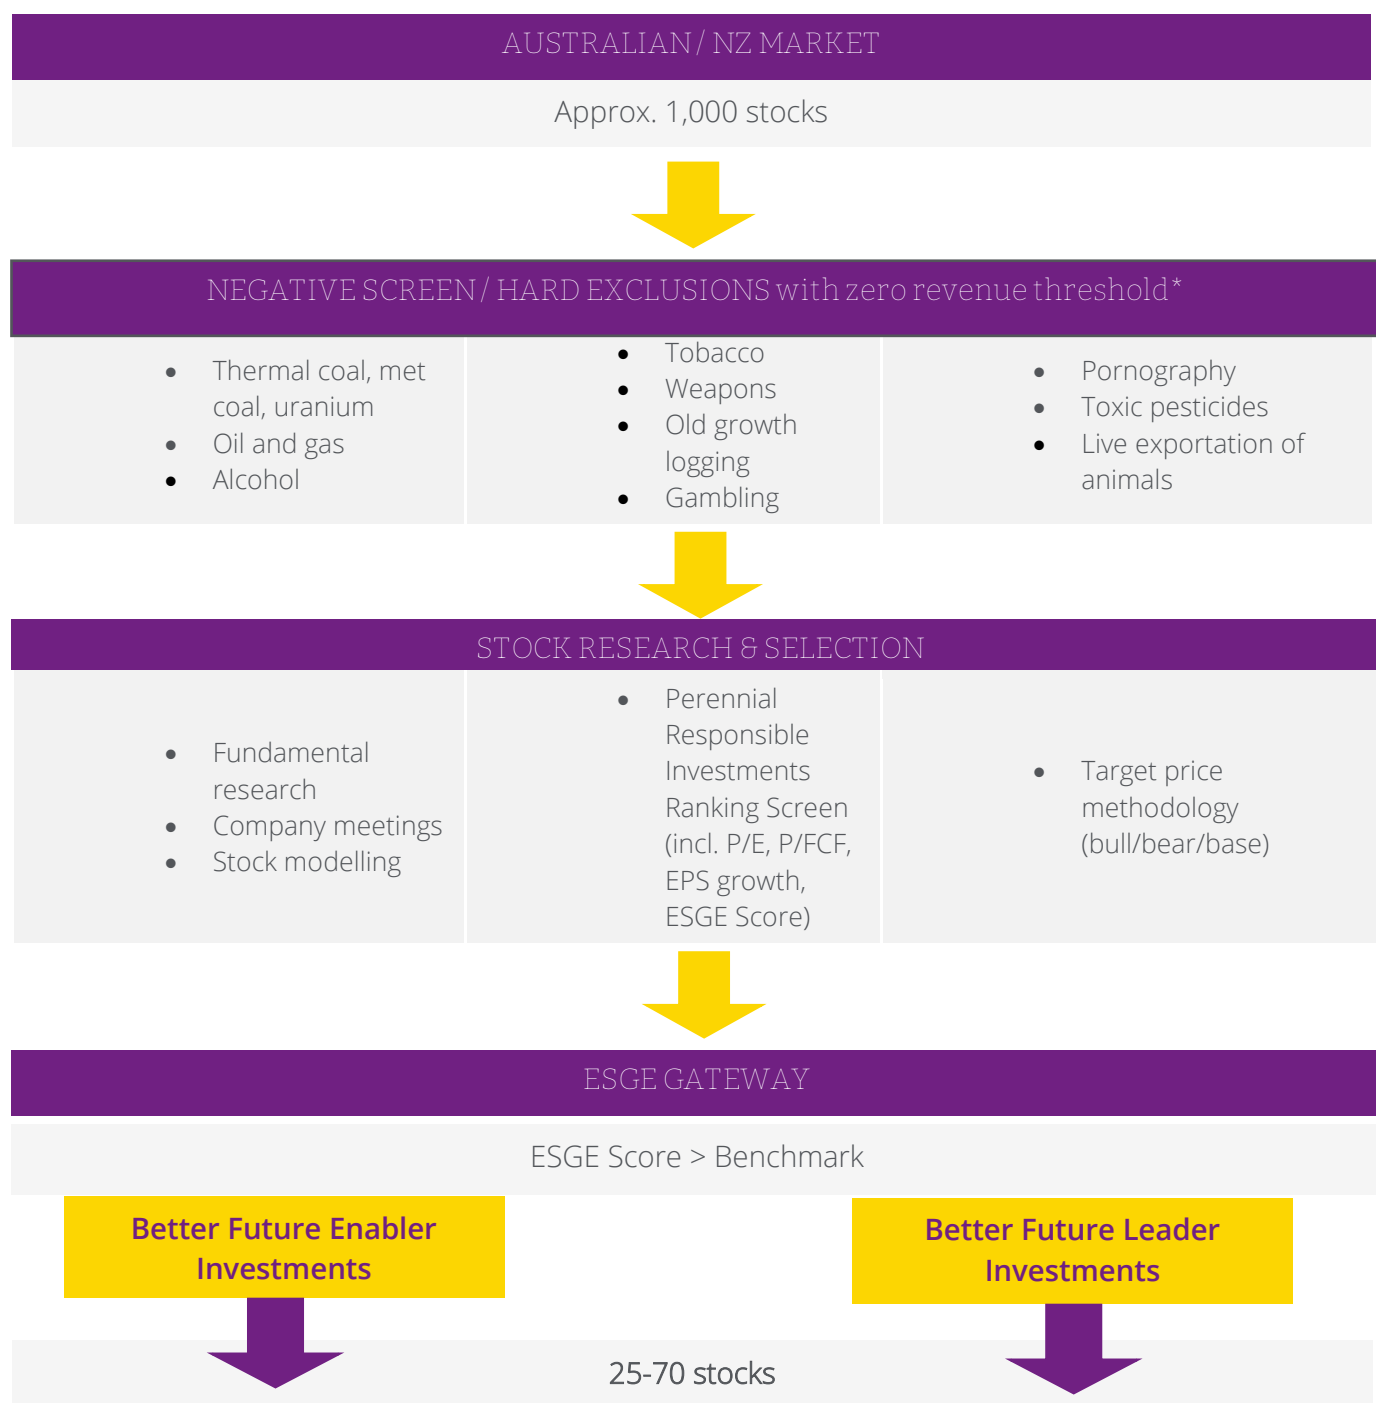 AUSTRALIAN / NZ MARKET
Approx. 1,000 stocks
NEGATIVE SCREEN / HARD EXCLUSIONS with zero revenue threshold*
• Thermal coal, met
coal, uranium
• Oil and gas
• Alcohol
• Tobacco
• Weapons
• Old growth
logging
• Gambling
• Pornography
• Toxic pesticides
• Live exportation of
animals
STOCK RESEARCH & SELECTION
• Fundamental
research
• Company meetings
• Stock modelling
• Perennial
Responsible
Investments
Ranking Screen
(incl. P/E, P/FCF,
EPS growth,
ESGE Score)
• Target price
methodology
(bull/bear/base)
ESGE GATEWAY
ESGE Score > Benchmark
Better Future Enabler
Investments
Better Future Leader
Investments
25-70 stocks